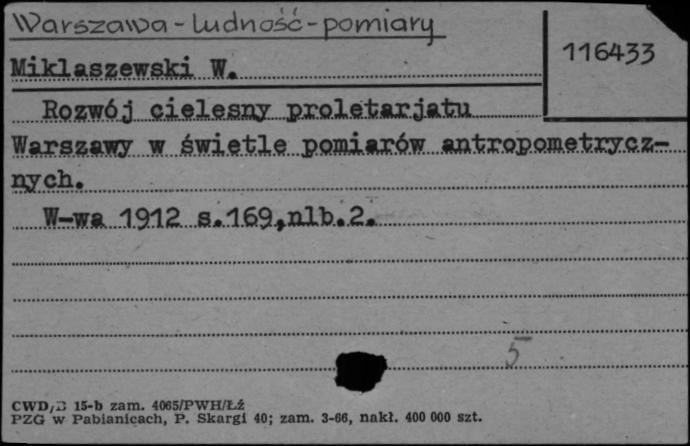 Warszawa - ludność - pomiary
116433
Miklaszewski W.
Rozwój cielesny proletarjatu
Warszawy w świetle pomiarów antropometrycz-
nych.
W-wa 1912 s.169,nlb.2.
5
CWD/B 15-b zam. 4065/PWH/Łź
PZG w Pabianicach, P. Skargi 40; zam. 3-66, nakł. 400 000 szt.